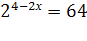 2^{4-2x} = 64